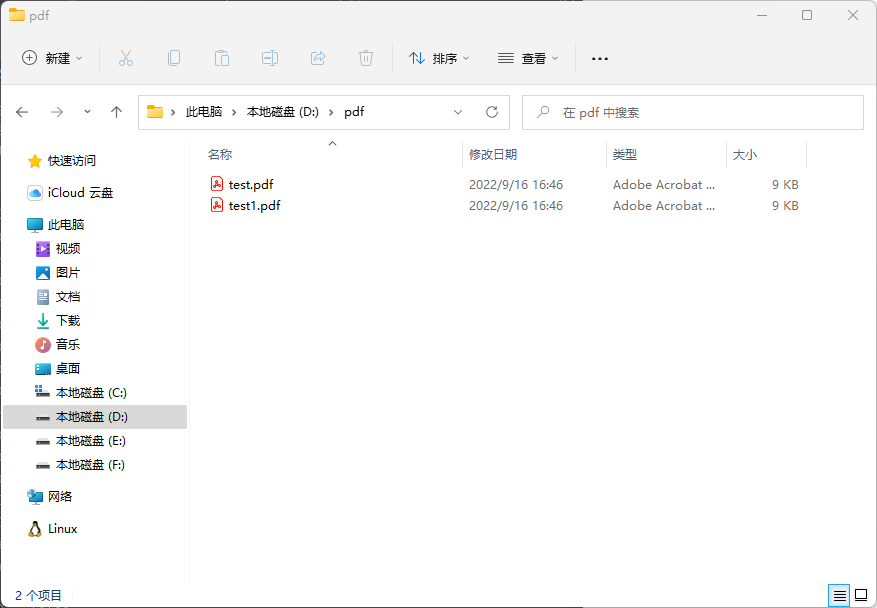 pdf
新建
排序
查看
此电脑
本地磁盘 (D:)
pdf
在 pdf 中搜索
名称
修改日期
类型
大小
test.pdf 2022/9/16 16:46 Adobe Acrobat ... 9 KB
test1.pdf 2022/9/16 16:46 Adobe Acrobat ... 9 KB
快速访问
iCloud 云盘
此电脑
视频
图片
文档
下载
音乐
桌面
本地磁盘 (C:)
本地磁盘 (D:)
本地磁盘 (E:)
本地磁盘 (F:)
网络
Linux
2 个项目